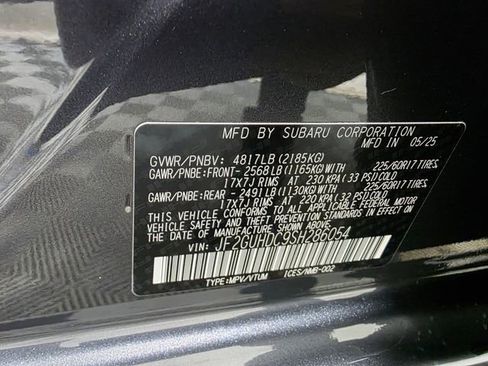 MFD BY SUBARU CORPORATION
MFD IN 05/25
GVWR/PNBV: 4817LB (2185KG)
GAWR/PNBE:FRONT- 2568LB(1165KG)WITH 225/60R17 TIRES,
17X7J RIMS AT 230 KPA(33 PSI)COLD
GAWR/PNBE:REAR - 2491LB(1130KG)WITH 225/60R17 TIRES,
17X7J RIMS AT 220 KPA(32 PSI)COLD
THIS VEHICLE CONFORMS TO ALL APPLICABLE FEDERAL MOTOR
VEHICLE SAFETY STANDARDS IN EFFECT ON THE DATE OF
MANUFACTURE SHOWN ABOVE.
VIN: JF2GUHDC9SH286054
TYPE:MPV/VTUM ICES/NMB-002